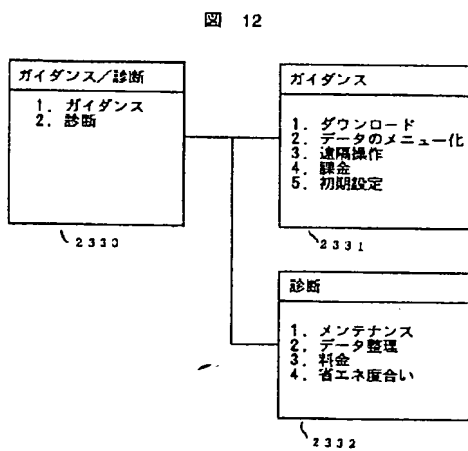 図 12
ガイダンス/診断
1. ガイダンス
2. 診断
2330
ガイダンス
1. ダウンロード
2. データのメニュー化
3. 遠隔操作
4. 課金
5. 初期設定
2331
診断
1. メンテナンス
2. データ整理
3. 料金
4. 省エネ度合い
2332